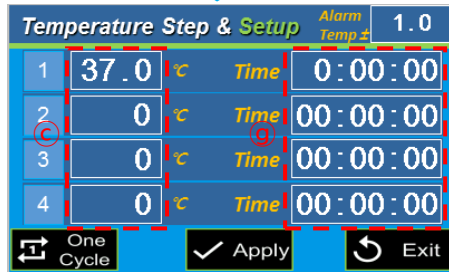 Temperature Step & Setup Alarm Temp± 1.0
1 37.0 ℃ Time 0:00:00
2 0 ℃ Time 00:00:00
ⓒ ⓖ
3 0 ℃ Time 00:00:00
4 0 ℃ Time 00:00:00
1 One Cycle Apply Exit